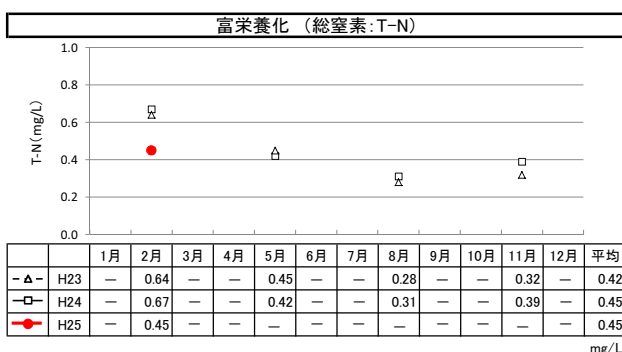 富栄養化 （総窒素：T-N）
1.0
0.8
0.6
0.4
0.2
0.0
T-N(mg/L)
1月 2月 3月 4月 5月 6月 7月 8月 9月 10月 11月 12月 平均
H23 — 0.64 — — 0.45 — — 0.28 — — 0.32 — 0.42
H24 — 0.67 — — 0.42 — — 0.31 — — 0.39 — 0.45
H25 — 0.45 — — — — — — — — — — 0.45
mg/L